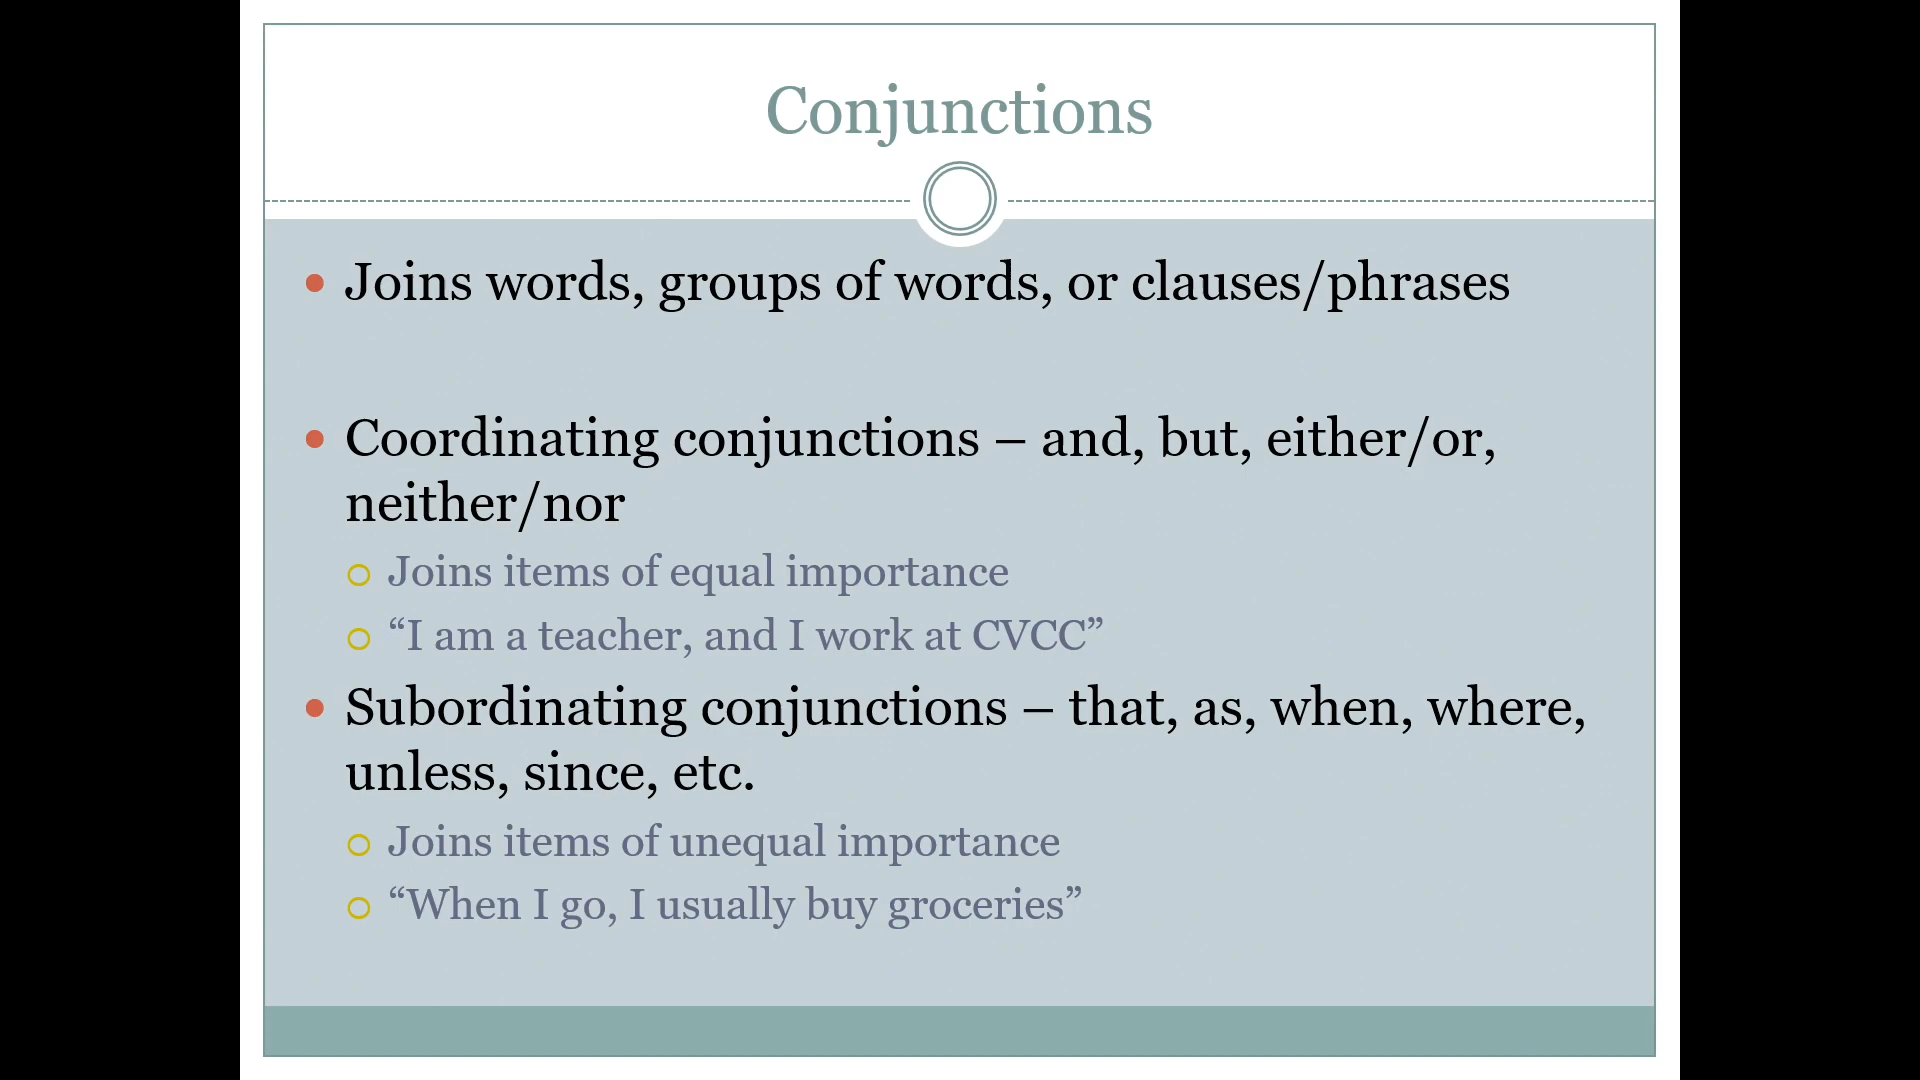 Conjunctions
Joins words, groups of words, or clauses/phrases
Coordinating conjunctions – and, but, either/or,
neither/nor
Joins items of equal importance
“I am a teacher, and I work at CVCC”
Subordinating conjunctions – that, as, when, where,
unless, since, etc.
Joins items of unequal importance
“When I go, I usually buy groceries”